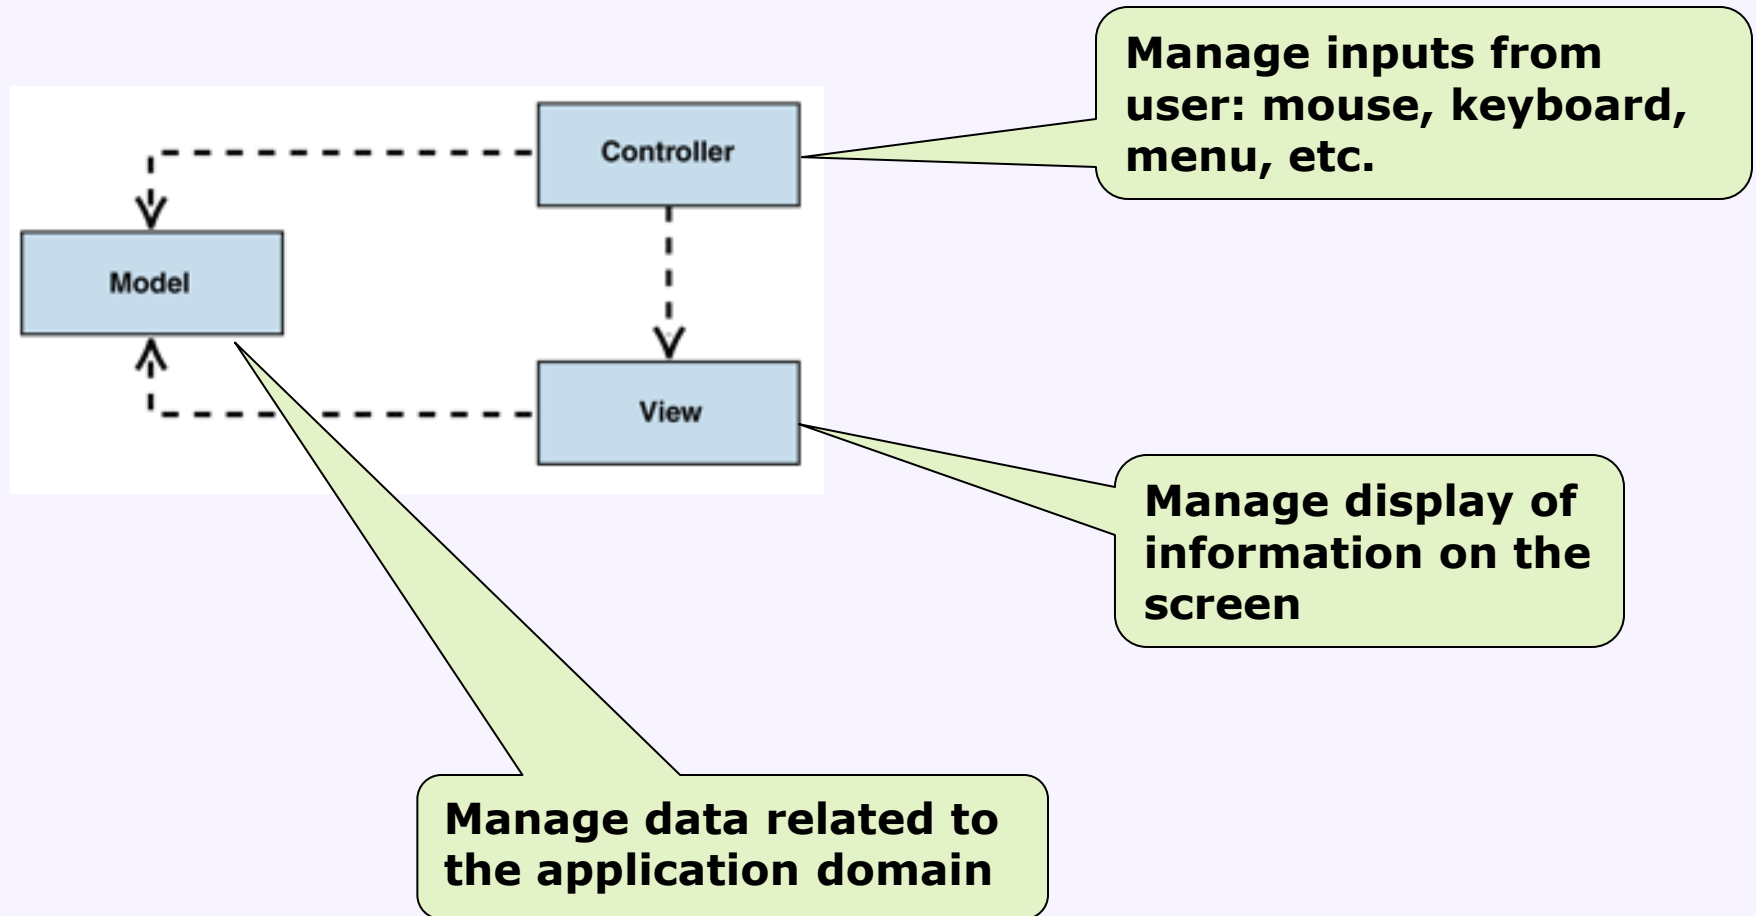 Manage inputs from
user: mouse, keyboard,
menu, etc.
Controller
Model
View
Manage display of
information on the
screen
Manage data related to
the application domain